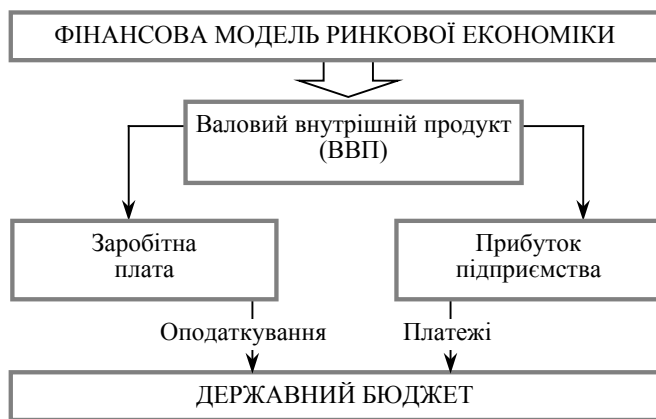 ФІНАНСОВА МОДЕЛЬ РИНКОВОЇ ЕКОНОМІКИ
Валовий внутрішній продукт
(ВВП)
Заробітна
плата
Прибуток
підприємства
Оподаткування
Платежі
ДЕРЖАВНИЙ БЮДЖЕТ